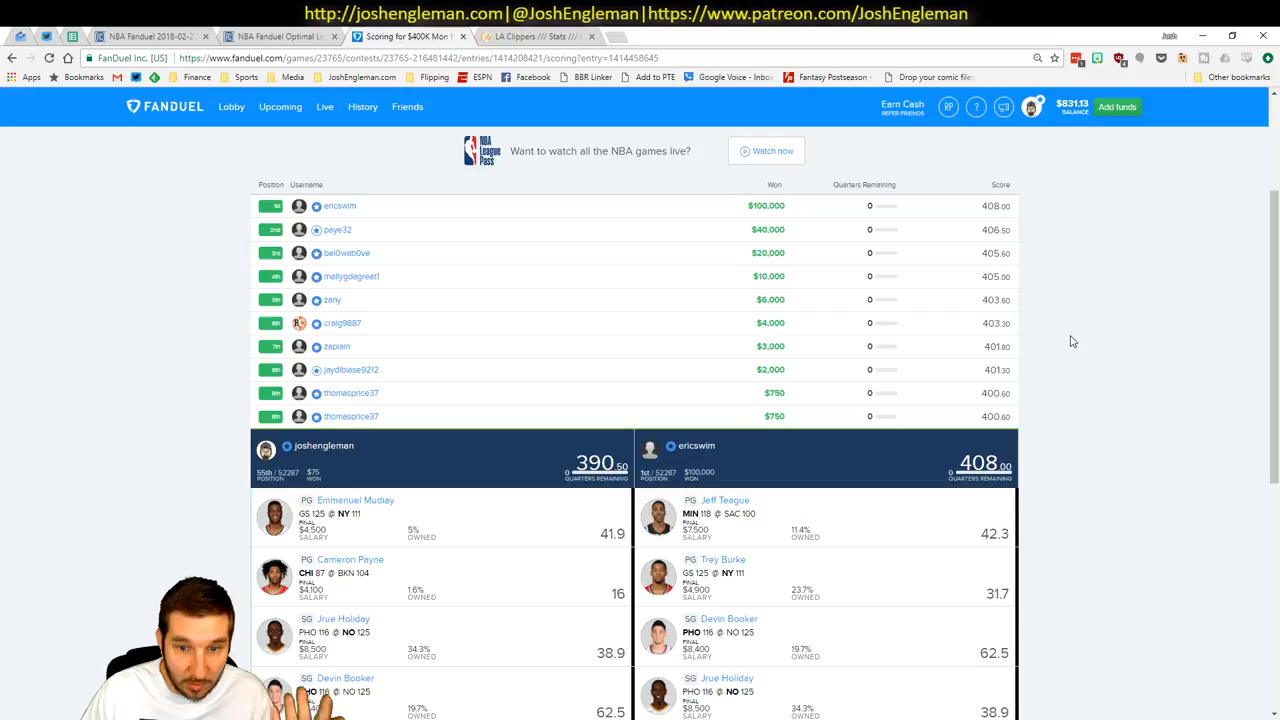 http://joshengleman.com|@JoshEngleman|https://www.patreon.com/JoshEngleman
NBA Fanduel 2018-02-2
NBA Fanduel Optimal Li
Scoring for $400K Mon N
LA Clippers /// Stats /// C
Josh
FanDuel Inc. [US]
https://www.fanduel.com/games/23765/contests/23765-216481442/entries/1414208421/scoring?entry=1414458645
Apps
Bookmarks
Finance
Sports
Media
JoshEngleman.com
Flipping
ESPN
Facebook
BBR Linker
Add to PTE
Google Voice - Inbo
Fantasy Postseason -
Drop your comic file
Other bookmarks
FANDUEL
Lobby
Upcoming
Live
History
Friends
Earn Cash
REFER FRIENDS
RP
?
$831.13
BALANCE
Add funds
NBA
League
Pass
Want to watch all the NBA games live?
Watch now
Position Username Won Quarters Remaining Score
1st ericswim $100,000 0 408.00
2nd paye32 $40,000 0 406.50
3rd bel0wab0ve $20,000 0 405.60
4th mallygdagreat1 $10,000 0 405.00
5th zany $6,000 0 403.60
6th craig9887 $4,000 0 403.30
7th zaplain $3,000 0 401.80
8th jaydiblase9212 $2,000 0 401.30
9th thomasprice37 $750 0 400.60
9th thomasprice37 $750 0 400.60
joshengleman
55th / 52287
POSITION
$75
WON
390.50
0
QUARTERS REMAINING
ericswim
1st / 52287
POSITION
$100,000
WON
408.00
0
QUARTERS REMAINING
PG Emmanuel Mudiay
GS 125 @ NY 111
FINAL
$4,500
SALARY
5%
OWNED
41.9
PG Jeff Teague
MIN 118 @ SAC 100
FINAL
$7,500
SALARY
11.4%
OWNED
42.3
PG Cameron Payne
CHI 87 @ BKN 104
FINAL
$4,100
SALARY
1.6%
OWNED
16
PG Trey Burke
GS 125 @ NY 111
FINAL
$4,900
SALARY
23.7%
OWNED
31.7
SG Jrue Holiday
PHO 116 @ NO 125
FINAL
$8,500
SALARY
34.3%
OWNED
38.9
SG Devin Booker
PHO 116 @ NO 125
FINAL
$8,400
SALARY
19.7%
OWNED
62.5
SG Devin Booker
116 @ NO 125
19.7%
OWNED
62.5
SG Jrue Holiday
PHO 116 @ NO 125
FINAL
$8,500
SALARY
34.3%
OWNED
38.9